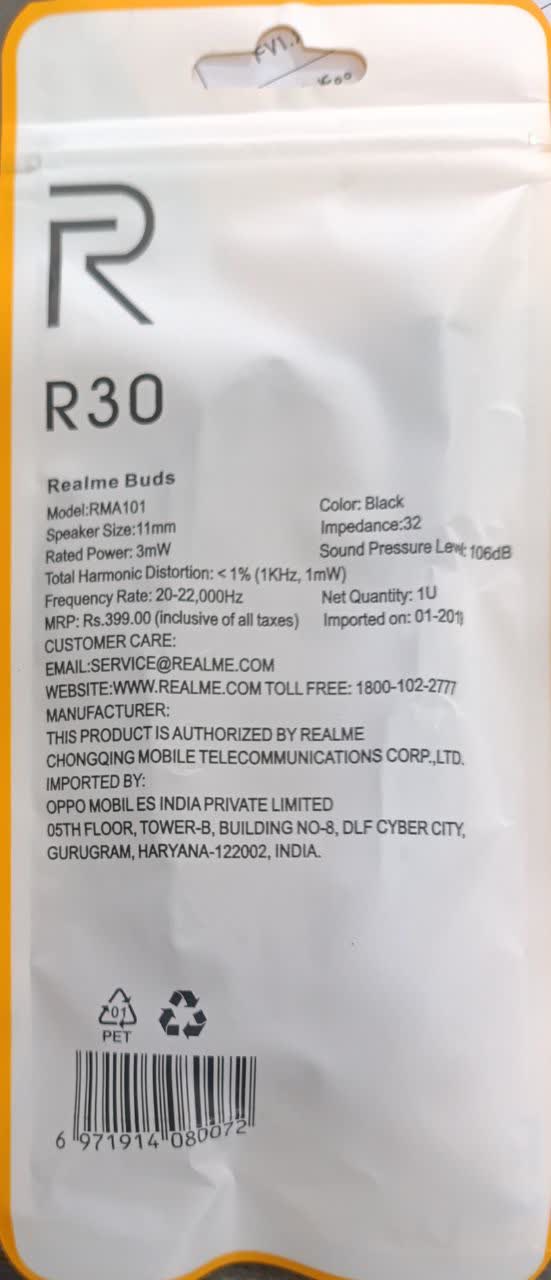 R
R30
Realme Buds
Model:RMA101 Color: Black
Speaker Size:11mm Impedance:32
Rated Power: 3mW Sound Pressure Level: 106dB
Total Harmonic Distortion: < 1% (1KHz, 1mW)
Frequency Rate: 20-22,000Hz Net Quantity: 1U
MRP: Rs.399.00 (inclusive of all taxes) Imported on:
CUSTOMER CARE:
EMAIL:SERVICE@REALME.COM
WEBSITE:WWW.REALME.COM TOLL FREE: 1800-102-2777
MANUFACTURER:
THIS PRODUCT IS AUTHORIZED BY REALME
CHONGQING MOBILE TELECOMMUNICATIONS CORP.,LTD.
IMPORTED BY:
OPPO MOBIL ES INDIA PRIVATE LIMITED
05TH FLOOR, TOWER-B, BUILDING NO-8, DLF CYBER CITY,
GURUGRAM, HARYANA-122002, INDIA.
01
PET
6 971914 080072